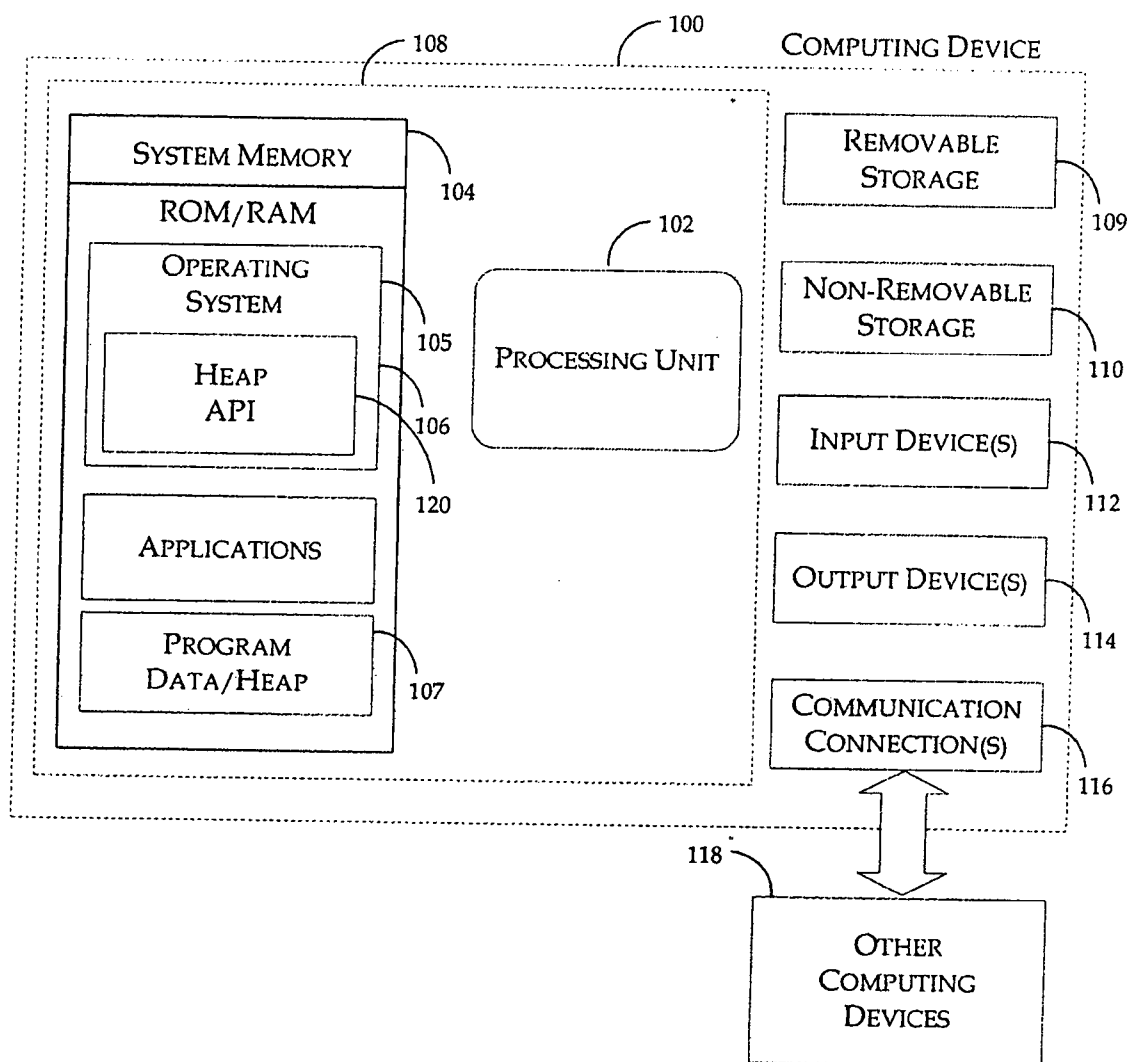 100
COMPUTING DEVICE
108
SYSTEM MEMORY
104
ROM/RAM
OPERATING
SYSTEM
105
HEAP
API
106
120
APPLICATIONS
PROGRAM
DATA/HEAP
107
102
PROCESSING UNIT
REMOVABLE
STORAGE
109
NON-REMOVABLE
STORAGE
110
INPUT DEVICE(S)
112
OUTPUT DEVICE(S)
114
COMMUNICATION
CONNECTION(S)
116
118
OTHER
COMPUTING
DEVICES